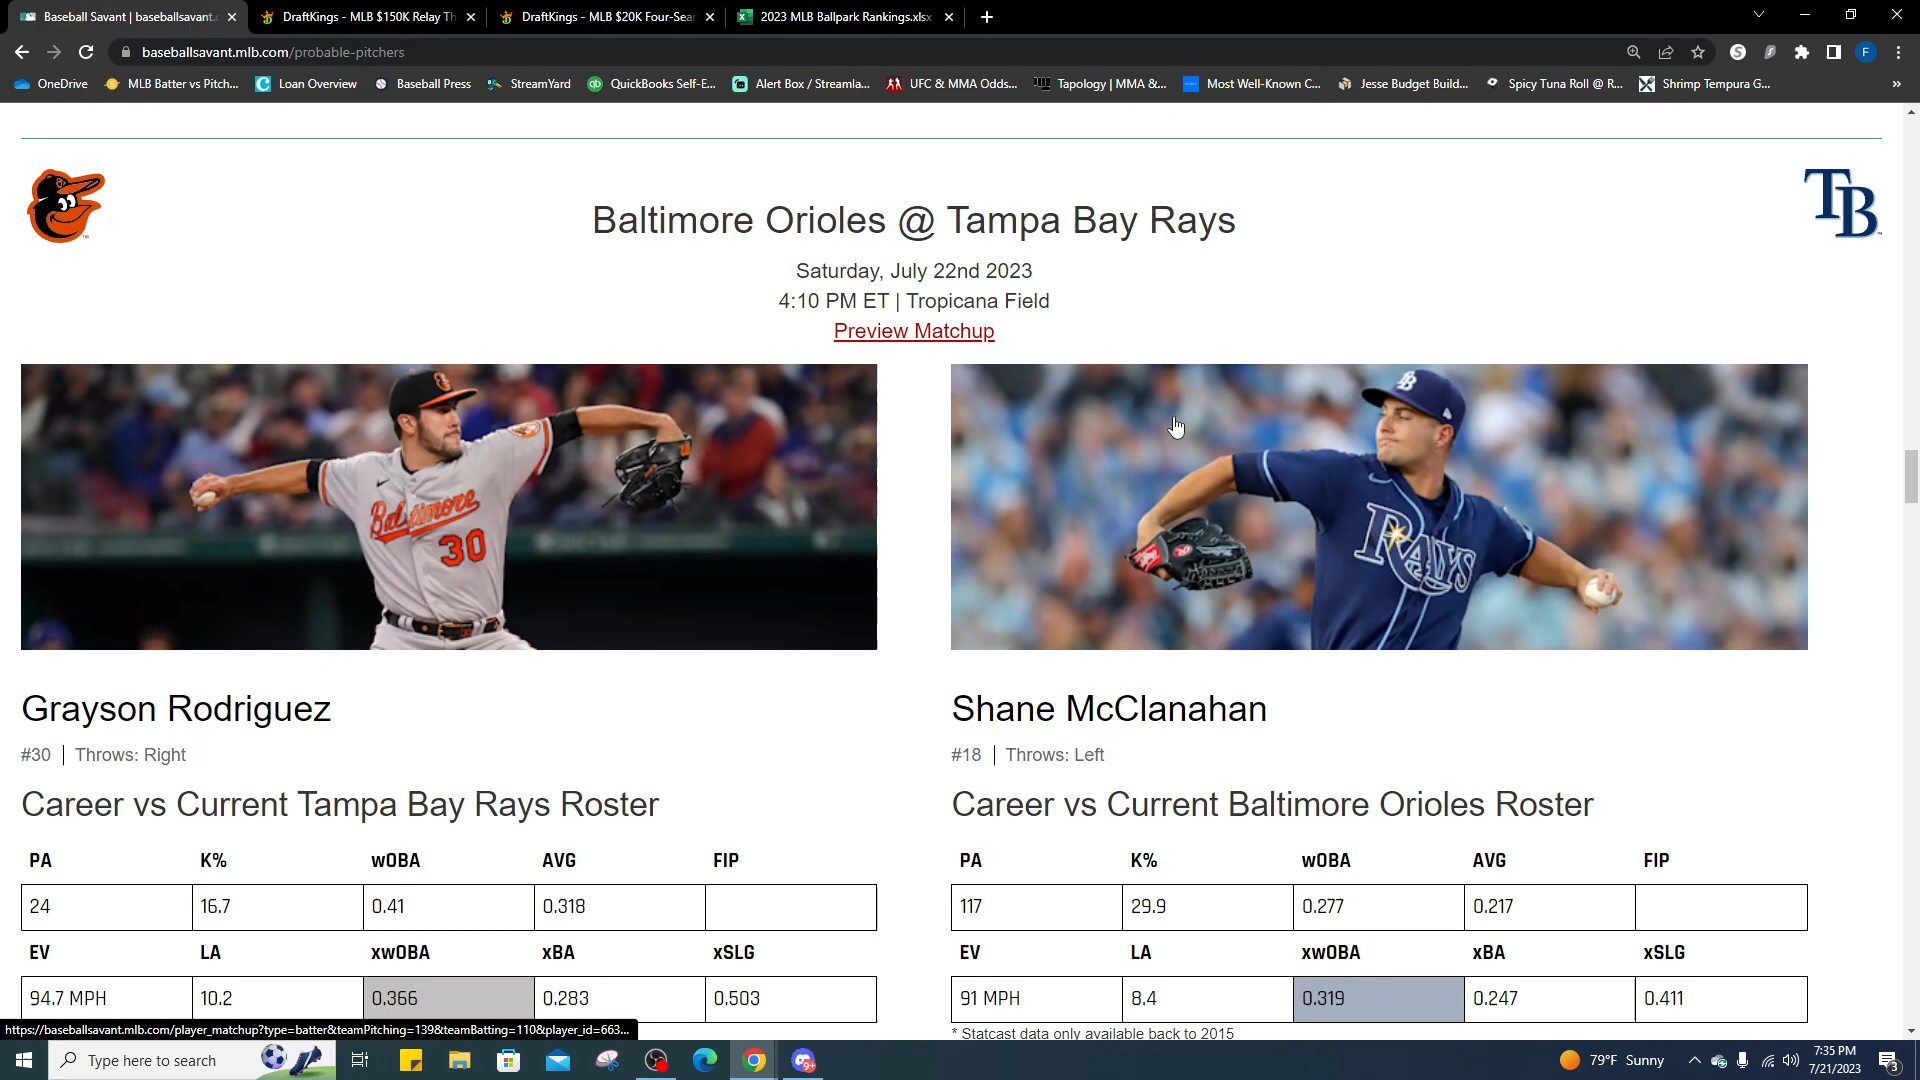 Baseball Savant | baseballsavant.
DraftKings - MLB $150K Relay Th
DraftKings - MLB $20K Four-Sea
2023 MLB Ballpark Rankings.xlsx
baseballsavant.mlb.com/probable-pitchers
F
OneDrive
MLB Batter vs Pitch...
Loan Overview
Baseball Press
StreamYard
QuickBooks Self-E...
Alert Box / Streamla...
UFC & MMA Odds...
Tapology | MMA &...
Most Well-Known C...
Jesse Budget Build...
Spicy Tuna Roll @ R...
Shrimp Tempura G...
»
TB
Baltimore Orioles @ Tampa Bay Rays
Saturday, July 22nd 2023
4:10 PM ET | Tropicana Field
Preview Matchup
Baltimore
30
TB
RAYS
Grayson Rodriguez
Shane McClanahan
#30 | Throws: Right
#18 | Throws: Left
Career vs Current Tampa Bay Rays Roster
Career vs Current Baltimore Orioles Roster
PA K% wOBA AVG FIP
PA K% wOBA AVG FIP
24 16.7 0.41 0.318
117 29.9 0.277 0.217
EV LA xwOBA xBA xSLG
EV LA xwOBA xBA xSLG
94.7 MPH 10.2 0.366 0.283 0.503
91 MPH 8.4 0.319 0.247 0.411
https://baseballsavant.mlb.com/player_matchup?type=batter&teamPitching=139&teamBatting=110&player_id=663...
* Statcast data only available back to 2015
Type here to search
9+
79°F Sunny
7:35 PM
7/21/2023
3